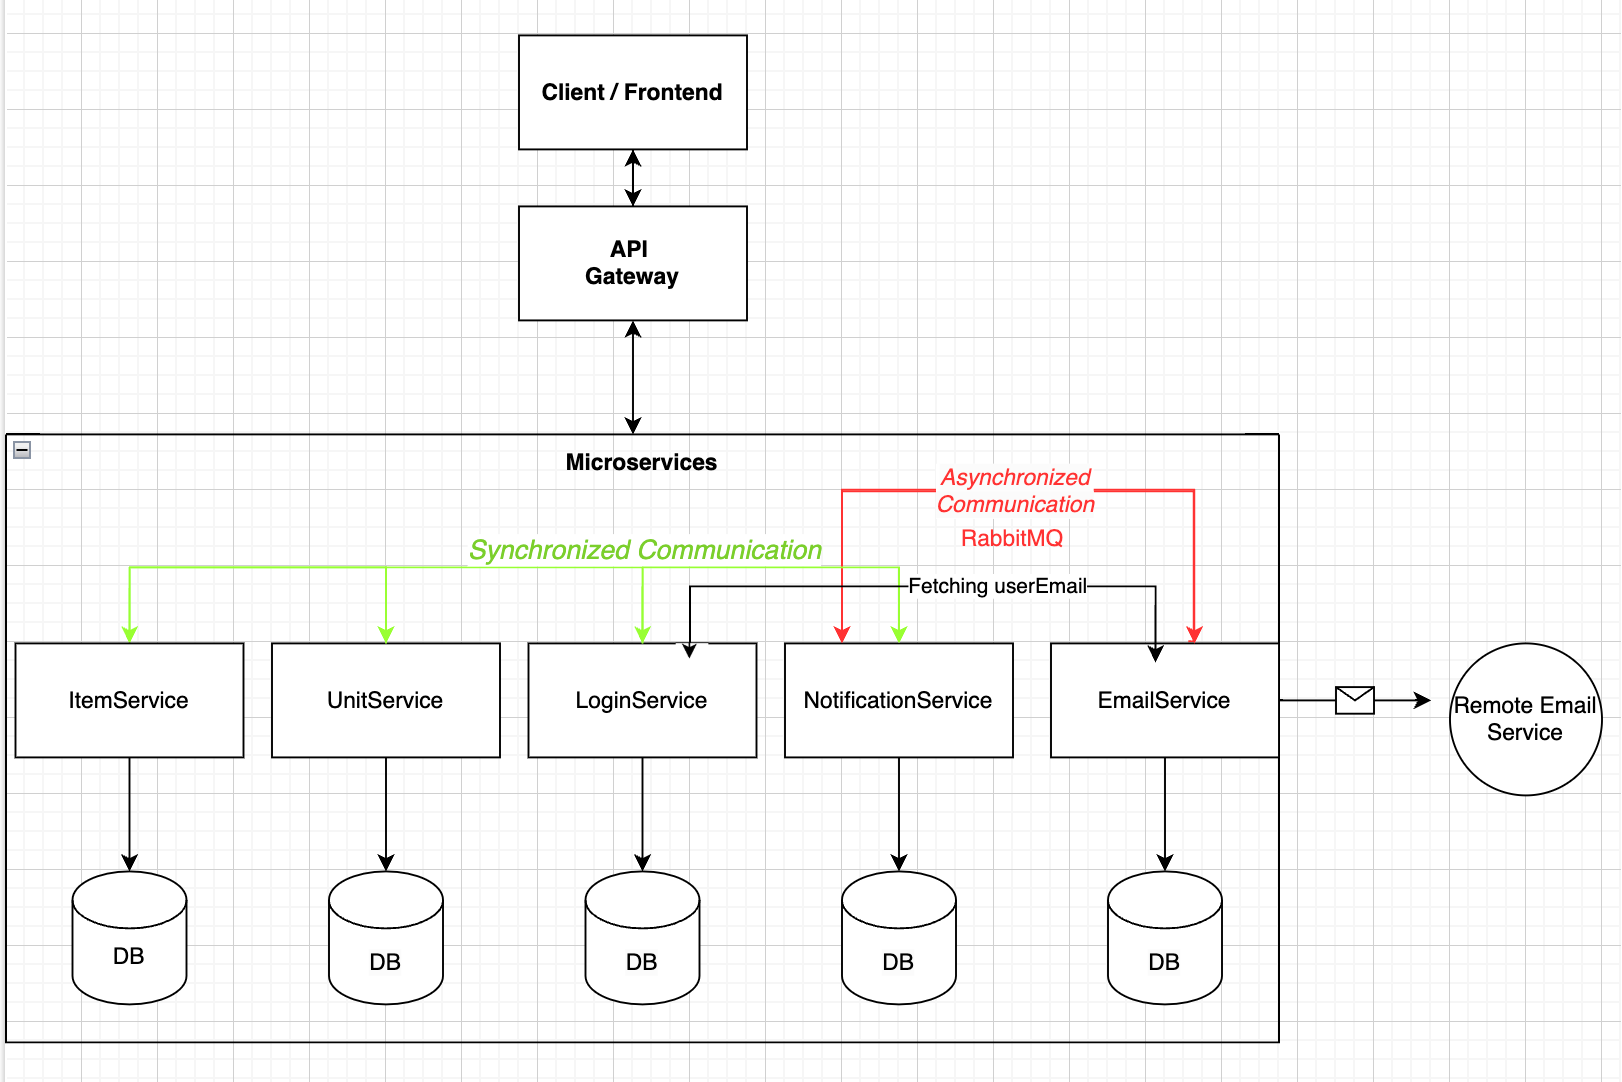 Client / Frontend
API
Gateway
Microservices
Asynchronized
Communication
RabbitMQ
Synchronized Communication
Fetching userEmail
ItemService
UnitService
LoginService
NotificationService
EmailService
Remote Email
Service
DB
DB
DB
DB
DB